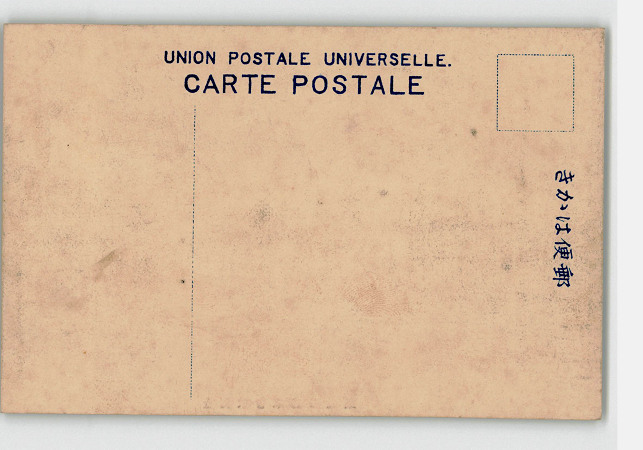 UNION POSTALE UNIVERSELLE.
CARTE POSTALE
きかは便郵